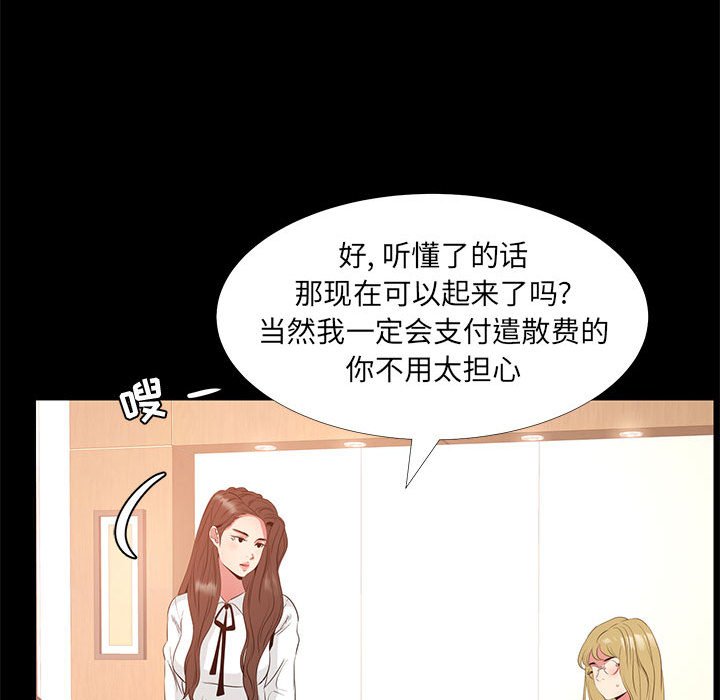 好, 听懂了的话
那现在可以起来了吗?
当然我一定会支付遣散费的
你不用太担心
嗖